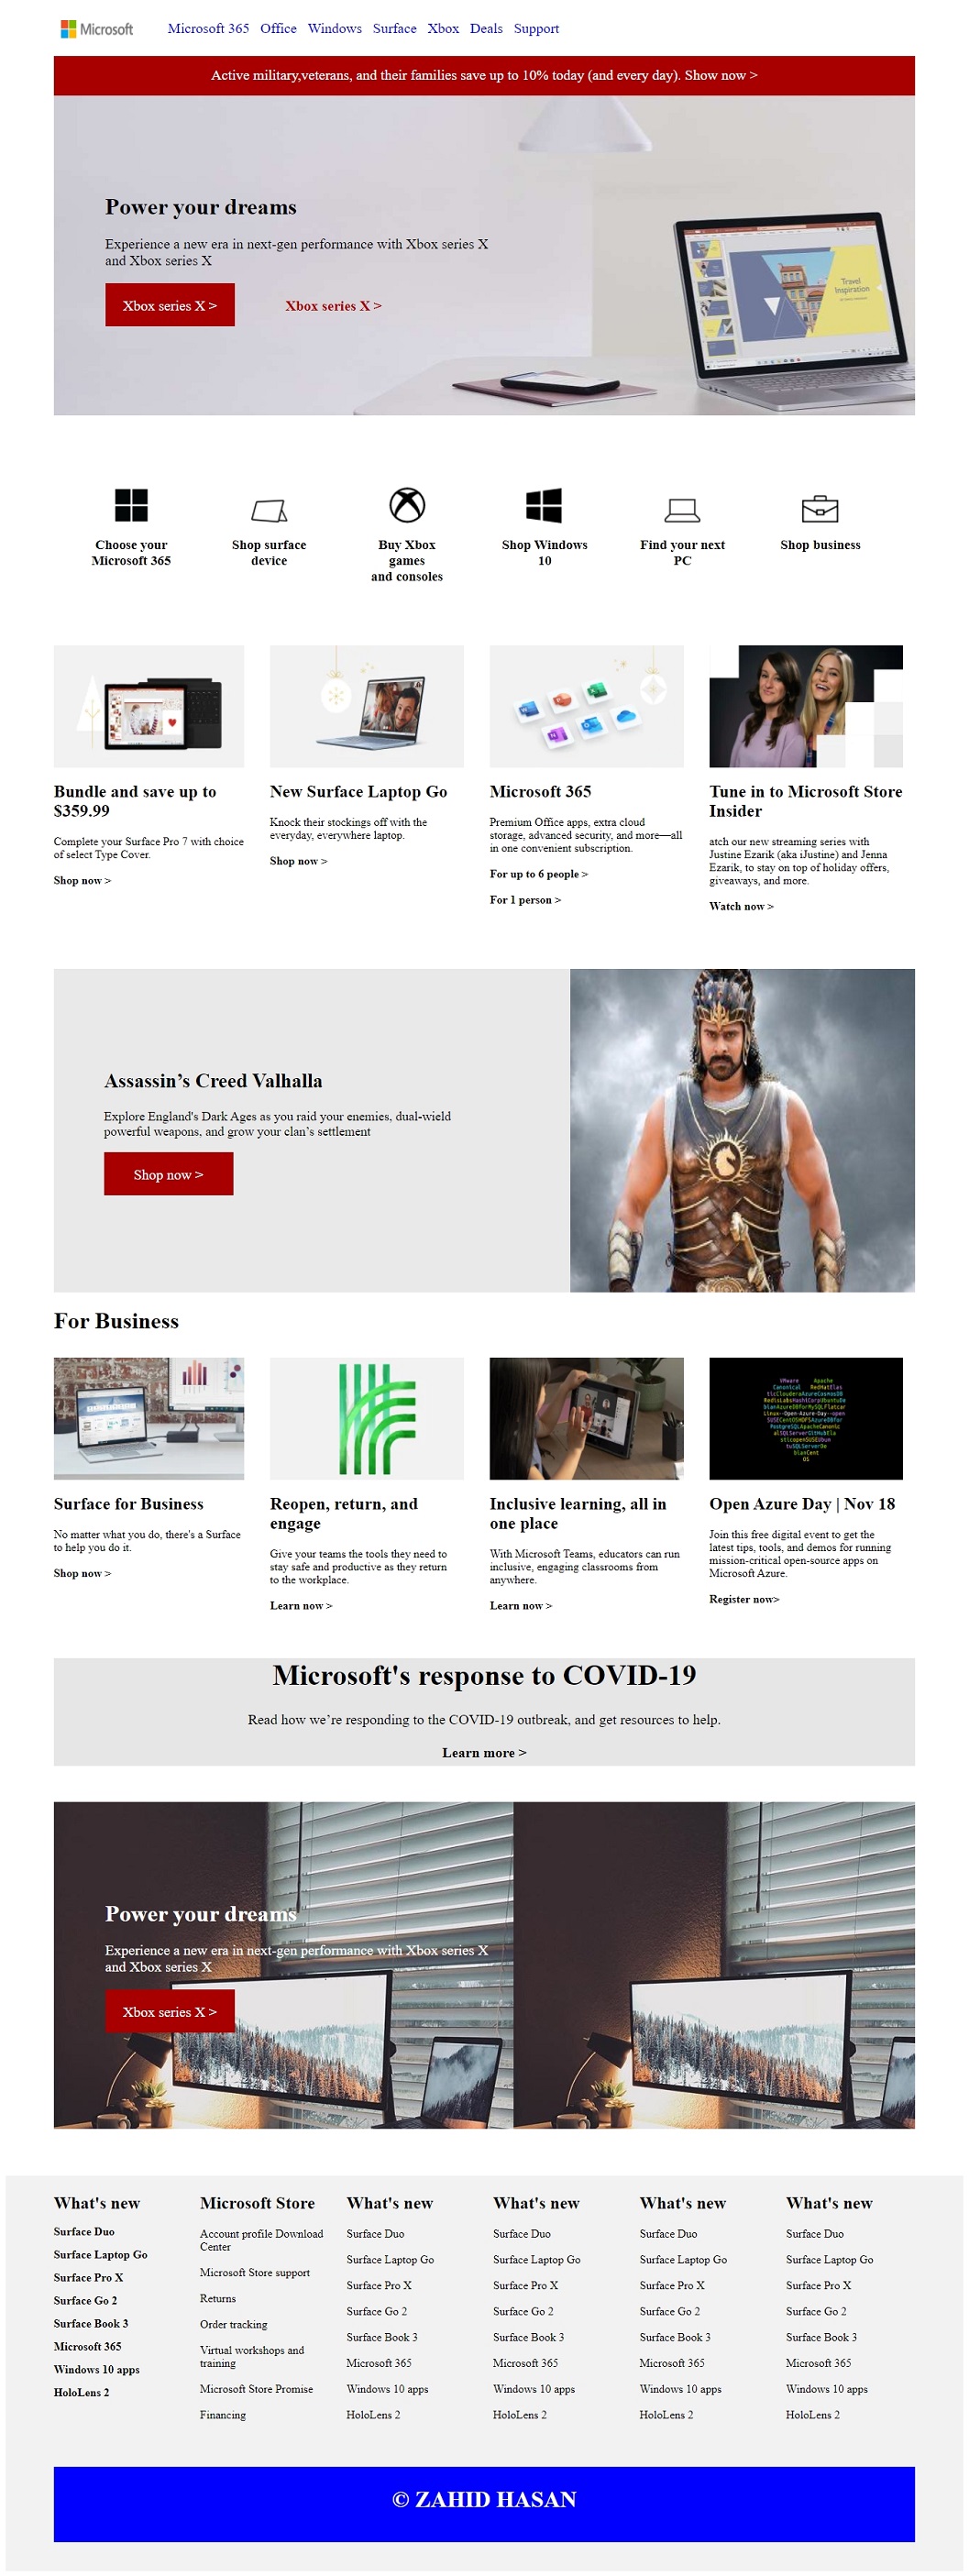 Microsoft
Microsoft 365 Office Windows Surface Xbox Deals Support
Active military,veterans, and their families save up to 10% today (and every day). Show now >
Power your dreams
Experience a new era in next-gen performance with Xbox series X
and Xbox series X
Xbox series X >
Xbox series X >
Travel
Inspiration
Choose your
Microsoft 365
Shop surface
device
Buy Xbox
games
and consoles
Shop Windows
10
Find your next
PC
Shop business
Bundle and save up to
$359.99
Complete your Surface Pro 7 with choice
of select Type Cover.
Shop now >
New Surface Laptop Go
Knock their stockings off with the
everyday, everywhere laptop.
Shop now >
Microsoft 365
Premium Office apps, extra cloud
storage, advanced security, and more—all
in one convenient subscription.
For up to 6 people >
For 1 person >
Tune in to Microsoft Store
Insider
atch our new streaming series with
Justine Ezarik (aka iJustine) and Jenna
Ezarik, to stay on top of holiday offers,
giveaways, and more.
Watch now >
Assassin’s Creed Valhalla
Explore England's Dark Ages as you raid your enemies, dual-wield
powerful weapons, and grow your clan’s settlement
Shop now >
For Business
Surface for Business
No matter what you do, there's a Surface
to help you do it.
Shop now >
Reopen, return, and
engage
Give your teams the tools they need to
stay safe and productive as they return
to the workplace.
Learn now >
Inclusive learning, all in
one place
With Microsoft Teams, educators can run
inclusive, engaging classrooms from
anywhere.
Learn now >
VMware Apache
Canonical RedHat
Linux--Open-Azure-Day--open
Open Azure Day | Nov 18
Join this free digital event to get the
latest tips, tools, and demos for running
mission-critical open-source apps on
Microsoft Azure.
Register now>
Microsoft's response to COVID-19
Read how we’re responding to the COVID-19 outbreak, and get resources to help.
Learn more >
Power your dreams
Experience a new era in next-gen performance with Xbox series X
and Xbox series X
Xbox series X >
What's new
Surface Duo
Surface Laptop Go
Surface Pro X
Surface Go 2
Surface Book 3
Microsoft 365
Windows 10 apps
HoloLens 2
Microsoft Store
Account profile Download
Center
Microsoft Store support
Returns
Order tracking
Virtual workshops and
training
Microsoft Store Promise
Financing
What's new
Surface Duo
Surface Laptop Go
Surface Pro X
Surface Go 2
Surface Book 3
Microsoft 365
Windows 10 apps
HoloLens 2
What's new
Surface Duo
Surface Laptop Go
Surface Pro X
Surface Go 2
Surface Book 3
Microsoft 365
Windows 10 apps
HoloLens 2
What's new
Surface Duo
Surface Laptop Go
Surface Pro X
Surface Go 2
Surface Book 3
Microsoft 365
Windows 10 apps
HoloLens 2
What's new
Surface Duo
Surface Laptop Go
Surface Pro X
Surface Go 2
Surface Book 3
Microsoft 365
Windows 10 apps
HoloLens 2
© ZAHID HASAN